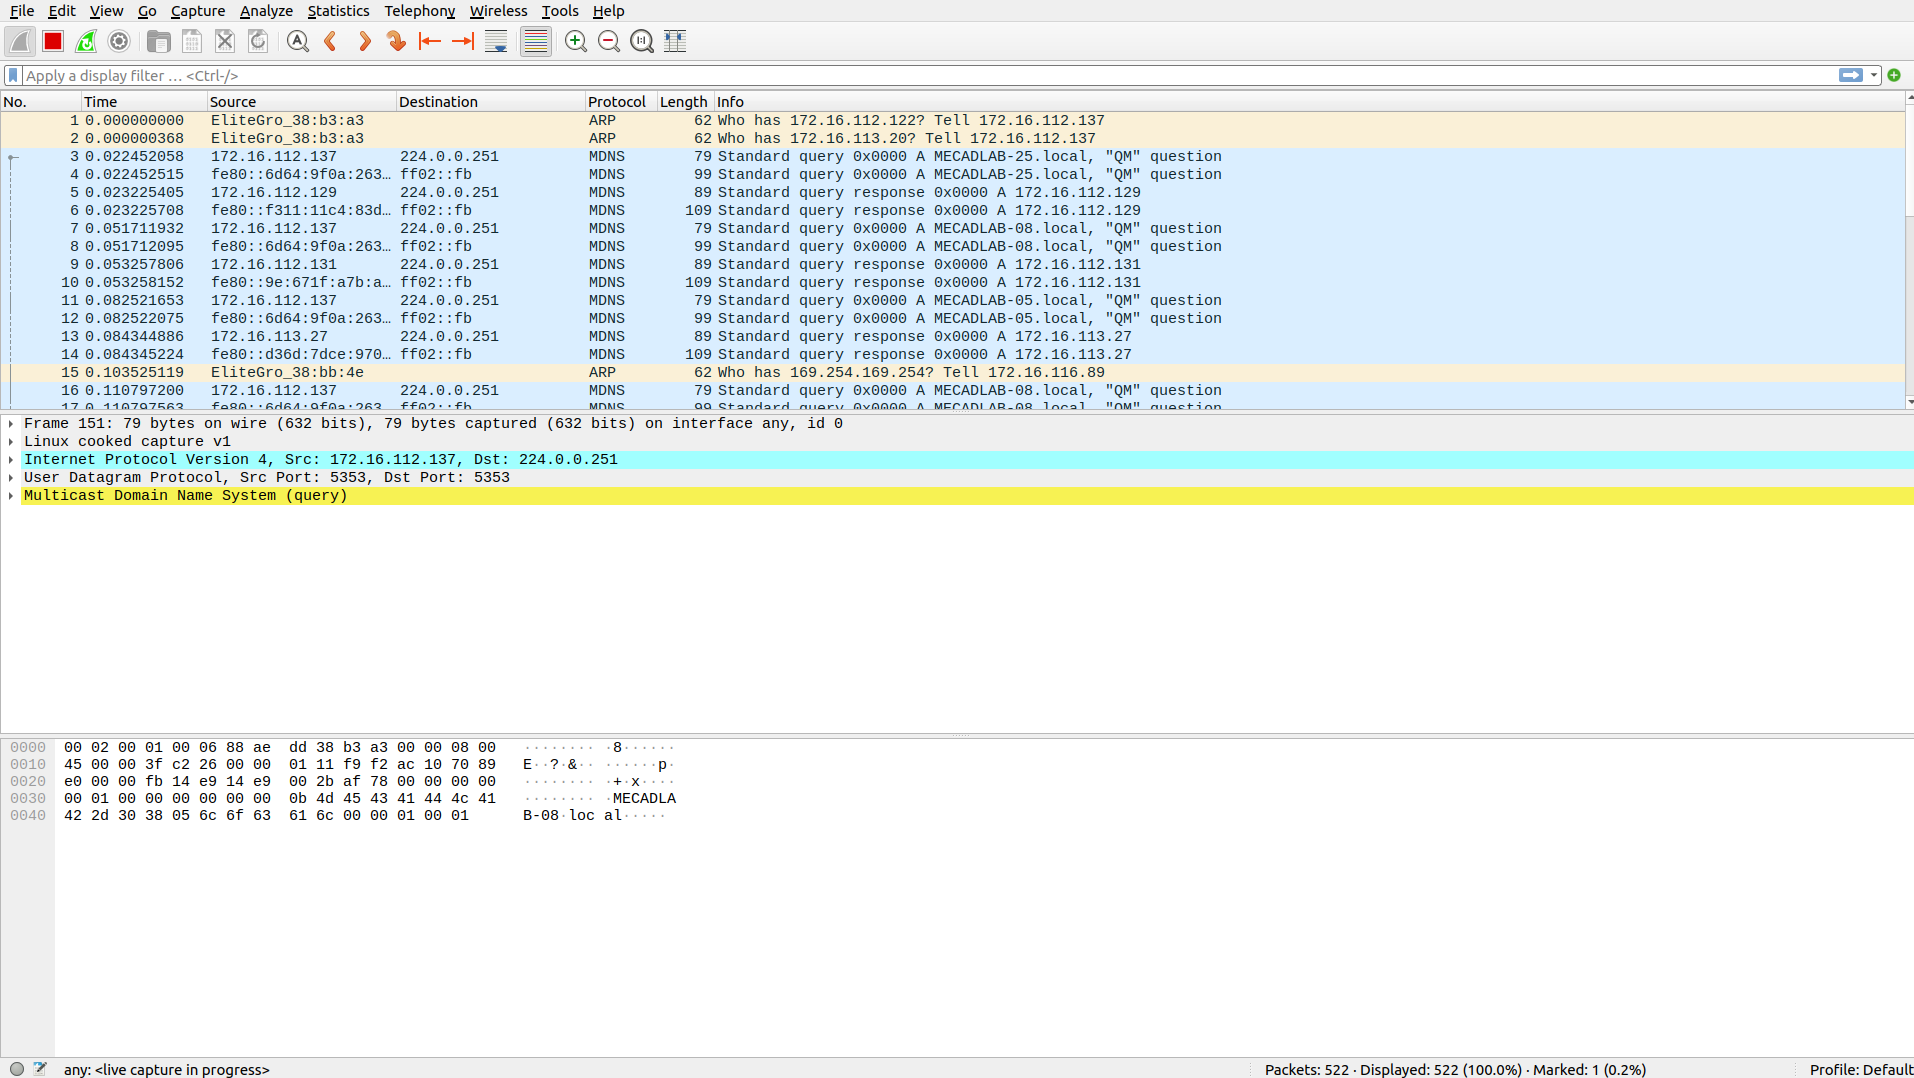 File Edit View Go Capture Analyze Statistics Telephony Wireless Tools Help
Apply a display filter … <Ctrl-/>
No. Time Source Destination Protocol Length Info
1 0.000000000 EliteGro_38:b3:a3 ARP 62 Who has 172.16.112.122? Tell 172.16.112.137
2 0.000000368 EliteGro_38:b3:a3 ARP 62 Who has 172.16.113.20? Tell 172.16.112.137
3 0.022452058 172.16.112.137 224.0.0.251 MDNS 79 Standard query 0x0000 A MECADLAB-25.local, "QM" question
4 0.022452515 fe80::6d64:9f0a:263… ff02::fb MDNS 99 Standard query 0x0000 A MECADLAB-25.local, "QM" question
5 0.023225405 172.16.112.129 224.0.0.251 MDNS 89 Standard query response 0x0000 A 172.16.112.129
6 0.023225708 fe80::f311:11c4:83d… ff02::fb MDNS 109 Standard query response 0x0000 A 172.16.112.129
7 0.051711932 172.16.112.137 224.0.0.251 MDNS 79 Standard query 0x0000 A MECADLAB-08.local, "QM" question
8 0.051712095 fe80::6d64:9f0a:263… ff02::fb MDNS 99 Standard query 0x0000 A MECADLAB-08.local, "QM" question
9 0.053257806 172.16.112.131 224.0.0.251 MDNS 89 Standard query response 0x0000 A 172.16.112.131
10 0.053258152 fe80::9e:671f:a7b:a… ff02::fb MDNS 109 Standard query response 0x0000 A 172.16.112.131
11 0.082521653 172.16.112.137 224.0.0.251 MDNS 79 Standard query 0x0000 A MECADLAB-05.local, "QM" question
12 0.082522075 fe80::6d64:9f0a:263… ff02::fb MDNS 99 Standard query 0x0000 A MECADLAB-05.local, "QM" question
13 0.084344886 172.16.113.27 224.0.0.251 MDNS 89 Standard query response 0x0000 A 172.16.113.27
14 0.084345224 fe80::d36d:7dce:970… ff02::fb MDNS 109 Standard query response 0x0000 A 172.16.113.27
15 0.103525119 EliteGro_38:bb:4e ARP 62 Who has 169.254.169.254? Tell 172.16.116.89
16 0.110797200 172.16.112.137 224.0.0.251 MDNS 79 Standard query 0x0000 A MECADLAB-08.local, "QM" question
17 0.110797563 fe80::6d64:9f0a:263… ff02::fb MDNS 99 Standard query 0x0000 A MECADLAB-08.local, "QM" question
Frame 151: 79 bytes on wire (632 bits), 79 bytes captured (632 bits) on interface any, id 0
Linux cooked capture v1
Internet Protocol Version 4, Src: 172.16.112.137, Dst: 224.0.0.251
User Datagram Protocol, Src Port: 5353, Dst Port: 5353
Multicast Domain Name System (query)
0000 00 02 00 01 00 06 88 ae dd 38 b3 a3 00 00 08 00 ········ ·8······
0010 45 00 00 3f c2 26 00 00 01 11 f9 f2 ac 10 70 89 E··?·&·· ······p·
0020 e0 00 00 fb 14 e9 14 e9 00 2b af 78 00 00 00 00 ········ ·+·x····
0030 00 01 00 00 00 00 00 00 0b 4d 45 43 41 44 4c 41 ········ ·MECADLA
0040 42 2d 30 38 05 6c 6f 63 61 6c 00 00 01 00 01 B-08·loc al·····
any: <live capture in progress> Packets: 522 · Displayed: 522 (100.0%) · Marked: 1 (0.2%) Profile: Default